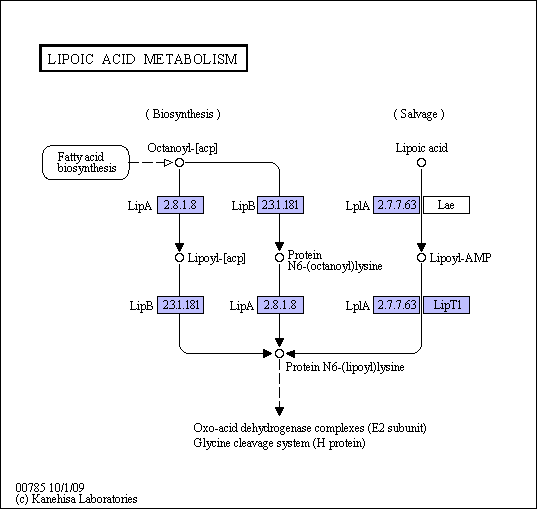 LIPOIC ACID METABOLISM
( Biosynthesis )
( Salvage )
Octanoyl-[acp]
Lipoic acid
Fatty acid
biosynthesis
LipA 2.8.1.8
LipB 2.3.1.181
LplA 2.7.7.63 Lae
Lipoyl-[acp]
Protein
N6-(octanoyl)lysine
Lipoyl-AMP
LipB 2.3.1.181
LipA 2.8.1.8
LplA 2.7.7.63 LipT1
Protein N6-(lipoyl)lysine
Oxo-acid dehydrogenase complexes (E2 subunit)
Glycine cleavage system (H protein)
00785 10/1/09
(c) Kanehisa Laboratories